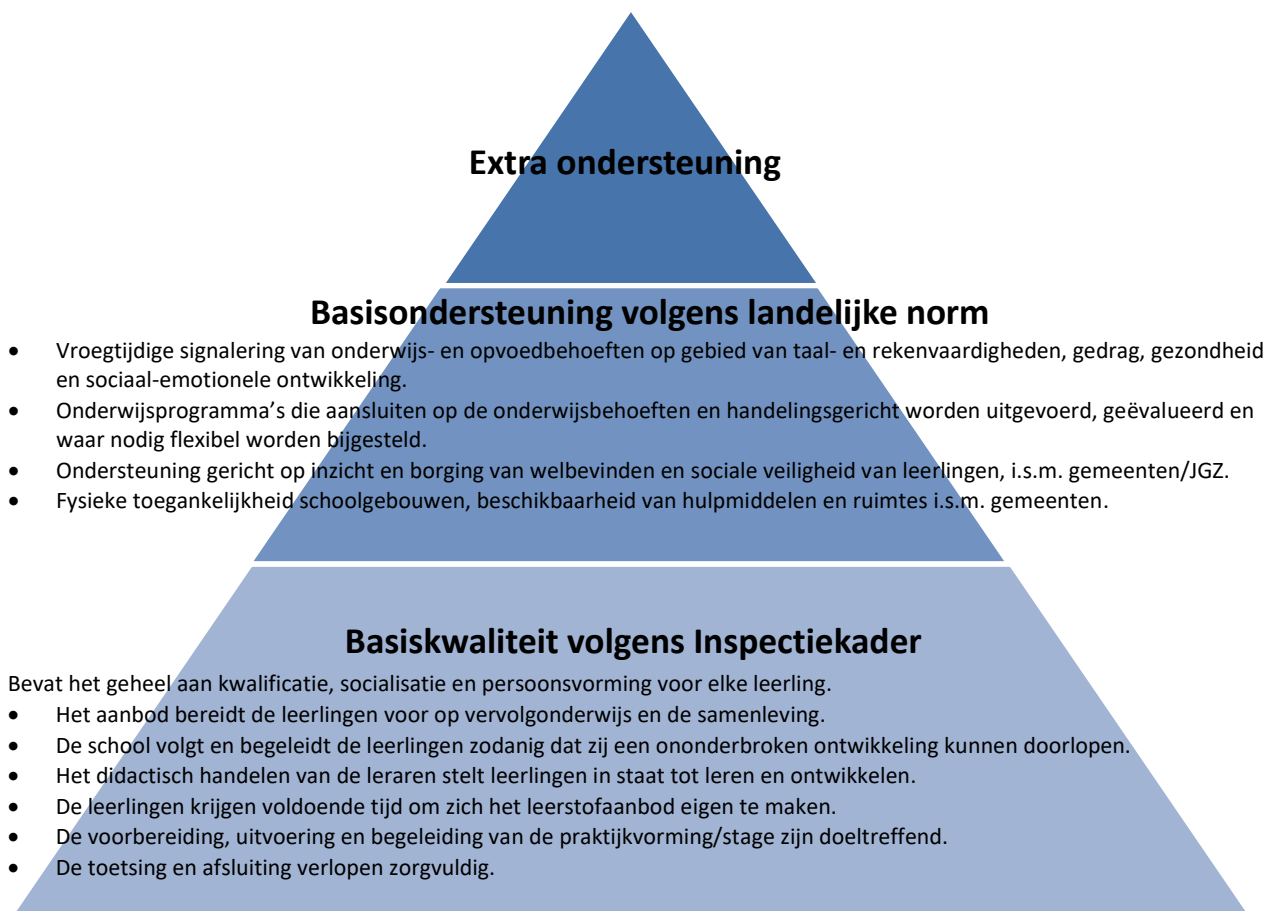 Extra ondersteuning
Basisondersteuning volgens landelijke norm
• Vroegtijdige signalering van onderwijs- en opvoedbehoeften op gebied van taal- en rekenvaardigheden, gedrag, gezondheid
en sociaal-emotionele ontwikkeling.
• Onderwijsprogramma’s die aansluiten op de onderwijsbehoeften en handelingsgericht worden uitgevoerd, geëvalueerd en
waar nodig flexibel worden bijgesteld.
• Ondersteuning gericht op inzicht en borging van welbevinden en sociale veiligheid van leerlingen, i.s.m. gemeenten/JGZ.
• Fysieke toegankelijkheid schoolgebouwen, beschikbaarheid van hulpmiddelen en ruimtes i.s.m. gemeenten.
Basiskwaliteit volgens Inspectiekader
Bevat het geheel aan kwalificatie, socialisatie en persoonsvorming voor elke leerling.
• Het aanbod bereidt de leerlingen voor op vervolgonderwijs en de samenleving.
• De school volgt en begeleidt de leerlingen zodanig dat zij een ononderbroken ontwikkeling kunnen doorlopen.
• Het didactisch handelen van de leraren stelt leerlingen in staat tot leren en ontwikkelen.
• De leerlingen krijgen voldoende tijd om zich het leerstofaanbod eigen te maken.
• De voorbereiding, uitvoering en begeleiding van de praktijkvorming/stage zijn doeltreffend.
• De toetsing en afsluiting verlopen zorgvuldig.